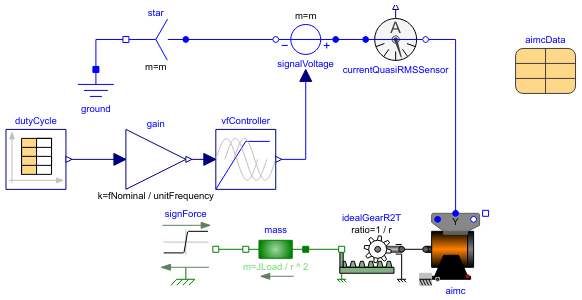 star
m=m
m=m
signalVoltage
A
currentQuasiRMSSensor
aimcData
ground
dutyCycle
gain
vfController
k=fNominal / unitFrequency
signForce
mass
m=JLoad / r ^ 2
idealGearR2T
ratio=1 / r
Y
aimc